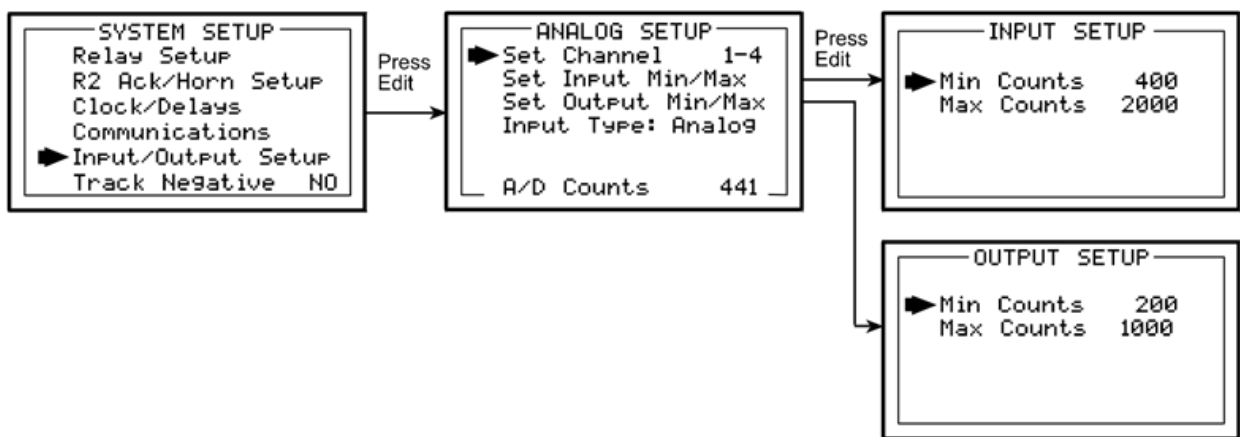 SYSTEM SETUP
Relay Setup
R2 Ack/Horn Setup
Clock/Delays
Communications
Input/Output Setup
Track Negative NO
Press
Edit
ANALOG SETUP
Set Channel 1-4
Set Input Min/Max
Set Output Min/Max
Input Type: Analog
A/D Counts 441
Press
Edit
INPUT SETUP
Min Counts 400
Max Counts 2000
OUTPUT SETUP
Min Counts 200
Max Counts 1000